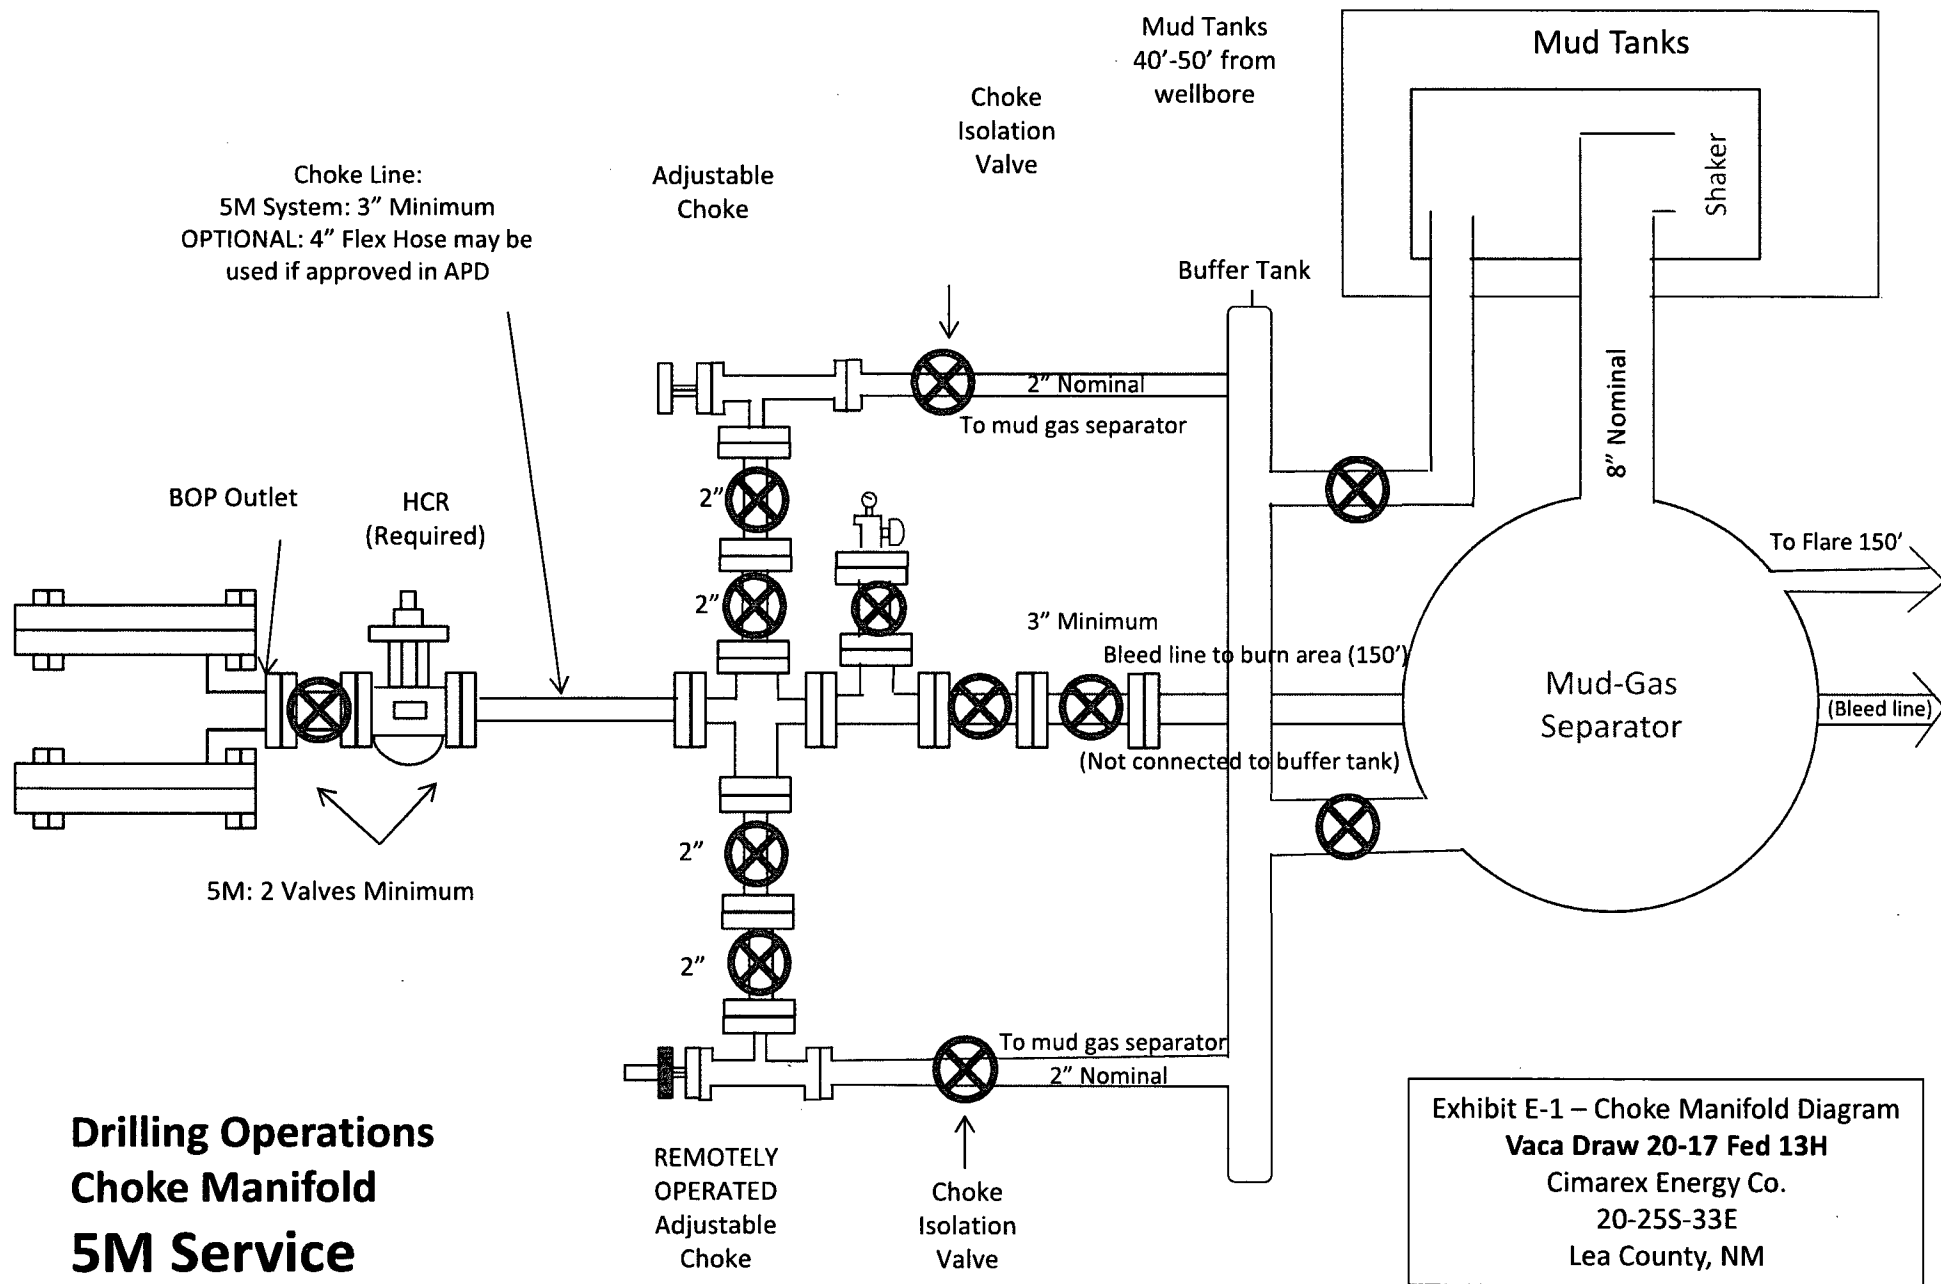 Mud Tanks
40’-50’ from
wellbore
Mud Tanks
Shaker
Choke
Isolation
Valve
Choke Line:
5M System: 3” Minimum
OPTIONAL: 4” Flex Hose may be
used if approved in APD
Adjustable
Choke
Buffer Tank
2” Nominal
To mud gas separator
8” Nominal
BOP Outlet
HCR
(Required)
2”
2”
To Flare 150’
3” Minimum
Bleed line to burn area (150’)
Mud-Gas
Separator
(Bleed line)
(Not connected to buffer tank)
5M: 2 Valves Minimum
2”
2”
To mud gas separator
2” Nominal
REMOTELY
OPERATED
Adjustable
Choke
Choke
Isolation
Valve
Drilling Operations
Choke Manifold
5M Service
Exhibit E-1 – Choke Manifold Diagram
Vaca Draw 20-17 Fed 13H
Cimarex Energy Co.
20-25S-33E
Lea County, NM